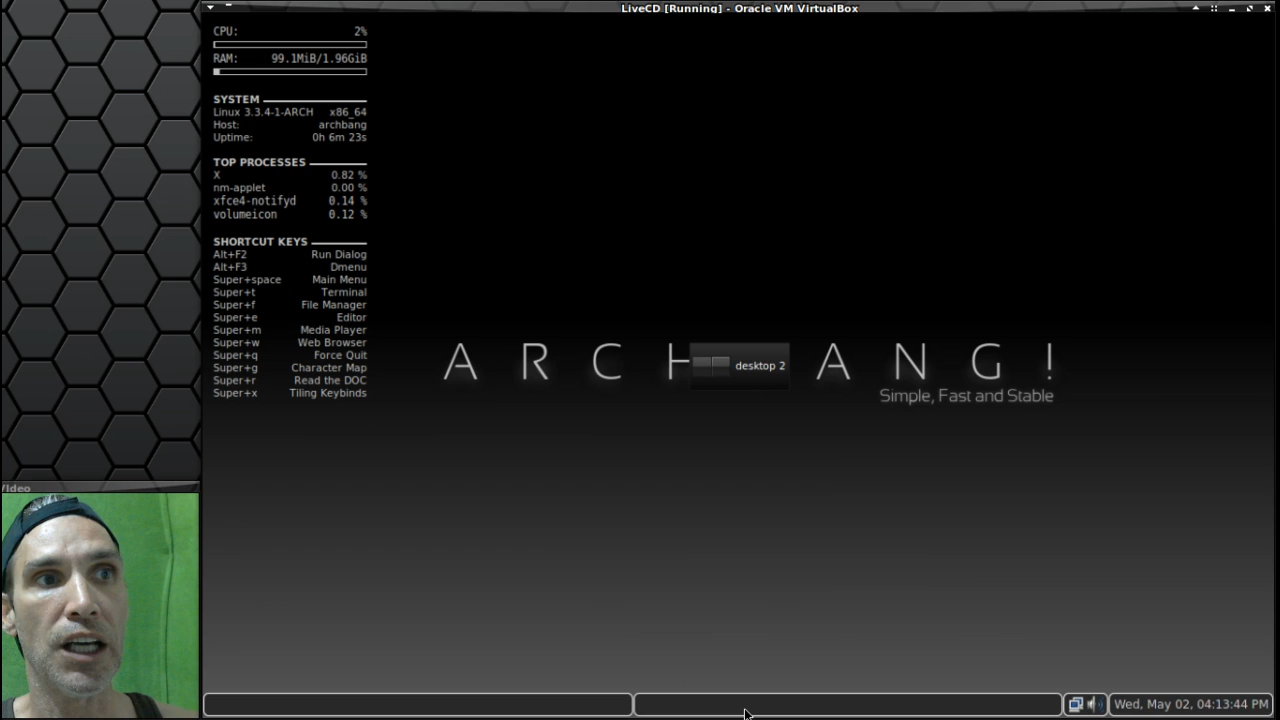 LiveCD [Running] - Oracle VM VirtualBox
CPU: 2%
RAM: 99.1MiB/1.96GiB
SYSTEM
Linux 3.3.4-1-ARCH x86_64
Host: archbang
Uptime: 0h 6m 23s
TOP PROCESSES
X 0.82 %
nm-applet 0.00 %
xfce4-notifyd 0.14 %
volumeicon 0.12 %
SHORTCUT KEYS
Alt+F2 Run Dialog
Alt+F3 Dmenu
Super+space Main Menu
Super+t Terminal
Super+f File Manager
Super+e Editor
Super+m Media Player
Super+w Web Browser
Super+q Force Quit
Super+g Character Map
Super+r Read the DOC
Super+x Tiling Keybinds
ARCH ANG!
desktop 2
Simple, Fast and Stable
Video
Wed, May 02, 04:13:44 PM